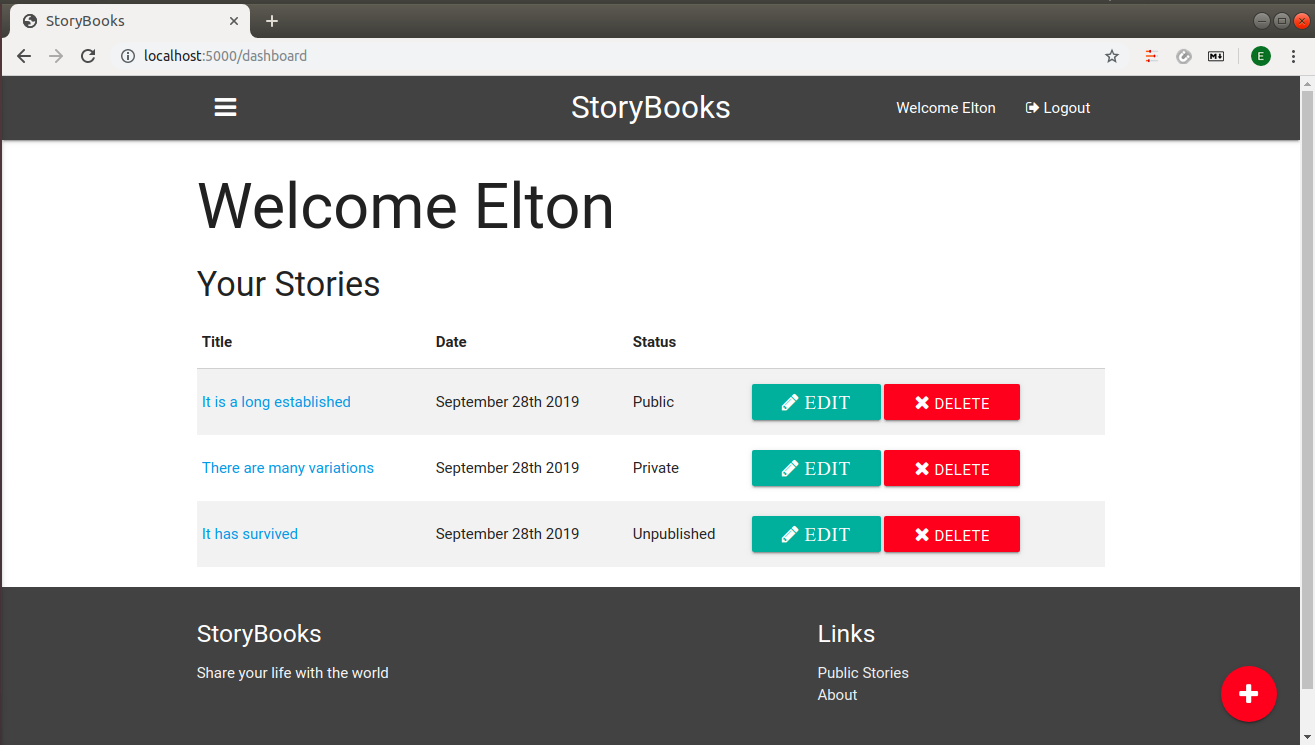 StoryBooks
localhost:5000/dashboard
E
StoryBooks
Welcome Elton
Logout
Welcome Elton
Your Stories
Title Date Status
It is a long established September 28th 2019 Public EDIT DELETE
There are many variations September 28th 2019 Private EDIT DELETE
It has survived September 28th 2019 Unpublished EDIT DELETE
StoryBooks
Share your life with the world
Links
Public Stories
About